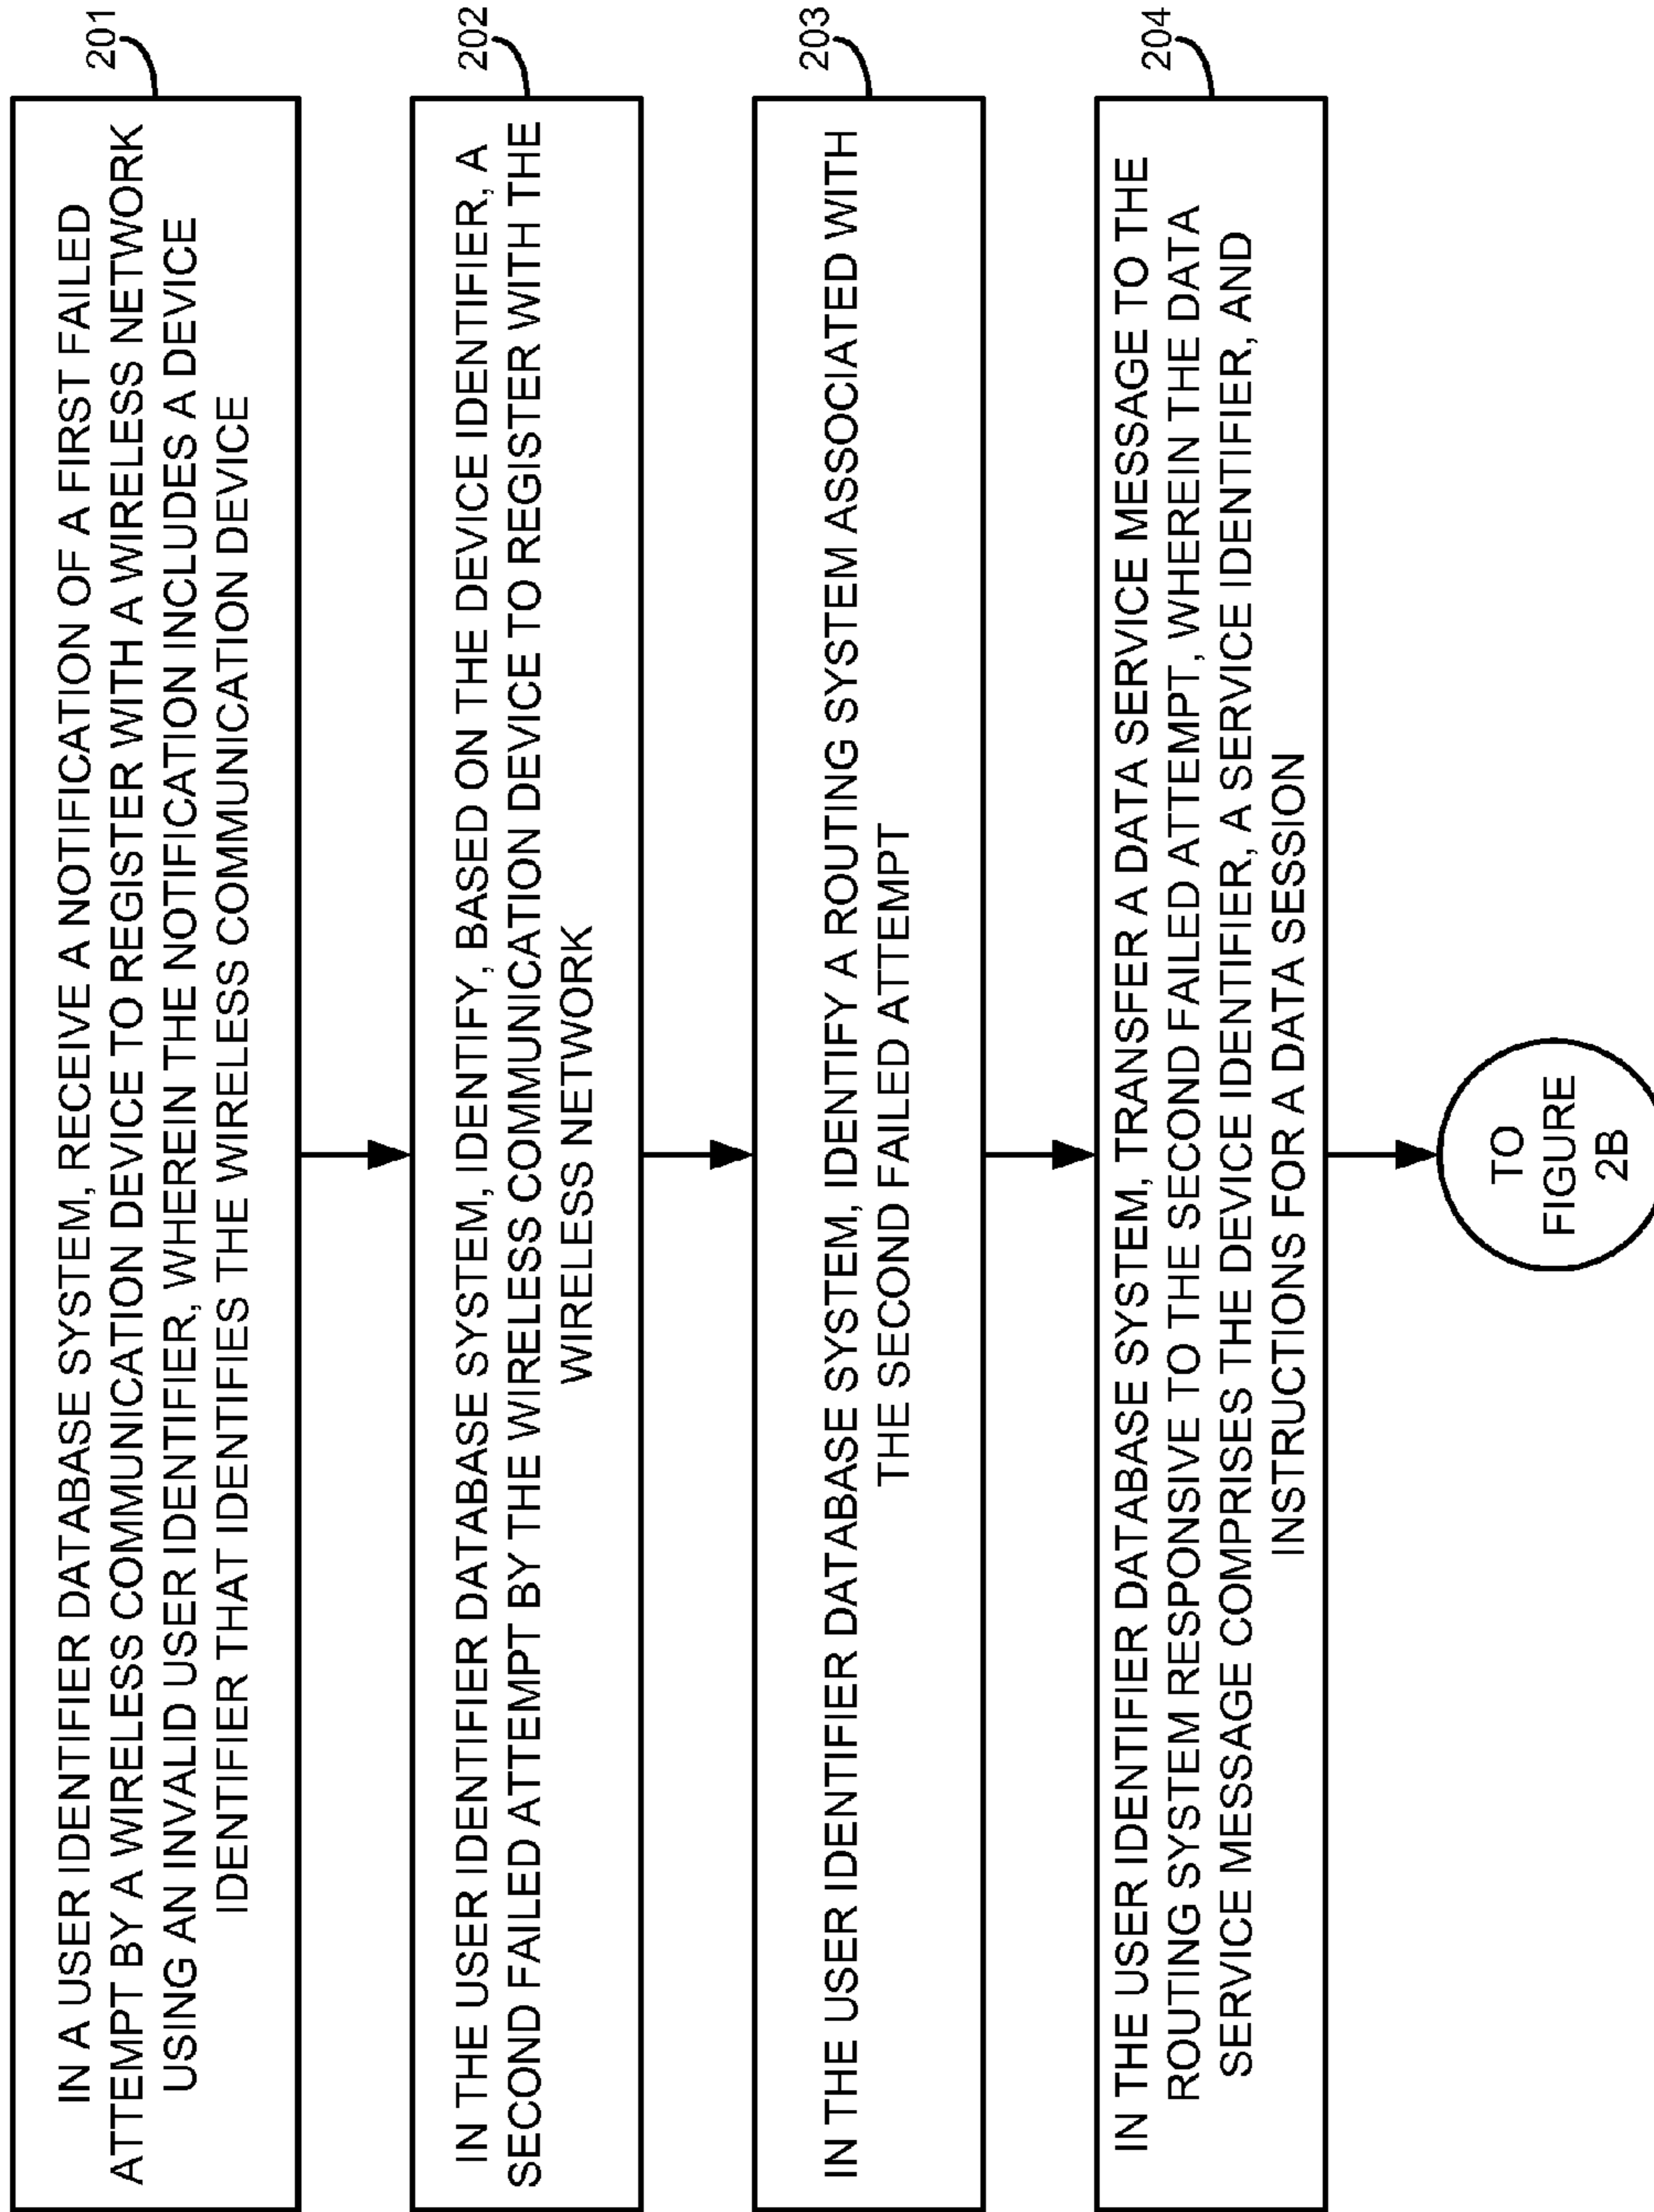 201
IN A USER IDENTIFIER DATABASE SYSTEM, RECEIVE A NOTIFICATION OF A FIRST FAILED
ATTEMPT BY A WIRELESS COMMUNICATION DEVICE TO REGISTER WITH A WIRELESS NETWORK
USING AN INVALID USER IDENTIFIER, WHEREIN THE NOTIFICATION INCLUDES A DEVICE
IDENTIFIER THAT IDENTIFIES THE WIRELESS COMMUNICATION DEVICE
202
IN THE USER IDENTIFIER DATABASE SYSTEM, IDENTIFY, BASED ON THE DEVICE IDENTIFIER, A
SECOND FAILED ATTEMPT BY THE WIRELESS COMMUNICATION DEVICE TO REGISTER WITH THE
WIRELESS NETWORK
203
IN THE USER IDENTIFIER DATABASE SYSTEM, IDENTIFY A ROUTING SYSTEM ASSOCIATED WITH
THE SECOND FAILED ATTEMPT
204
IN THE USER IDENTIFIER DATABASE SYSTEM, TRANSFER A DATA SERVICE MESSAGE TO THE
ROUTING SYSTEM RESPONSIVE TO THE SECOND FAILED ATTEMPT, WHEREIN THE DATA
SERVICE MESSAGE COMPRISES THE DEVICE IDENTIFIER, A SERVICE IDENTIFIER, AND
INSTRUCTIONS FOR A DATA SESSION
TO
FIGURE
2B